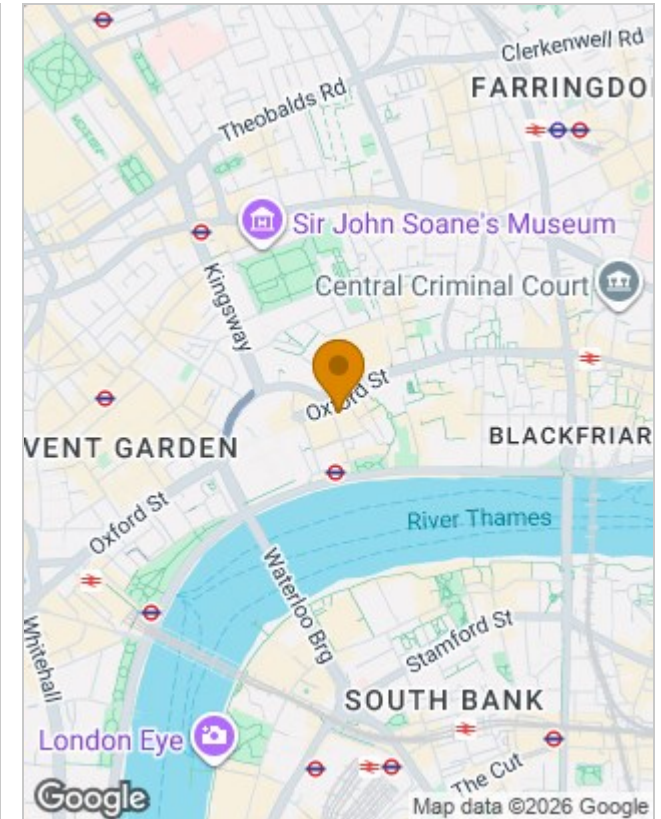 Clerkenwell Rd
FARRINGDO
Theobalds Rd
Sir John Soane's Museum
Central Criminal Court
Kingsway
Oxford St
VENT GARDEN
BLACKFRIAR
Oxford St
River Thames
Waterloo Brg
Stamford St
Whitehall
SOUTH BANK
London Eye
The Cut
Google
Map data ©2026 Google